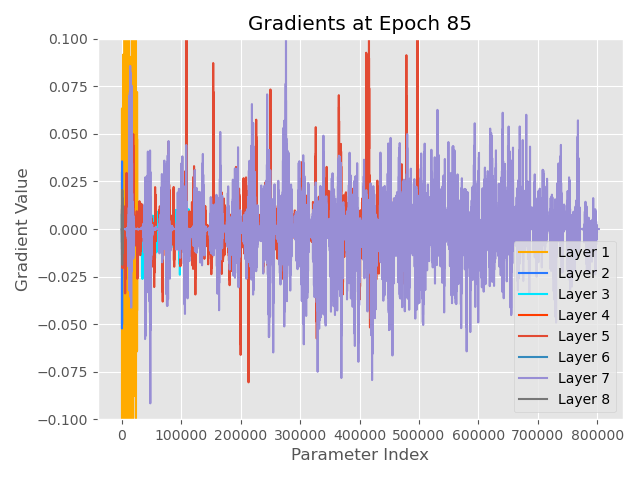 Gradients at Epoch 85
0.100
0.075
0.050
0.025
0.000
−0.025
−0.050
−0.075
−0.100
Gradient Value
0 100000 200000 300000 400000 500000 600000 700000 800000
Parameter Index
Layer 1
Layer 2
Layer 3
Layer 4
Layer 5
Layer 6
Layer 7
Layer 8